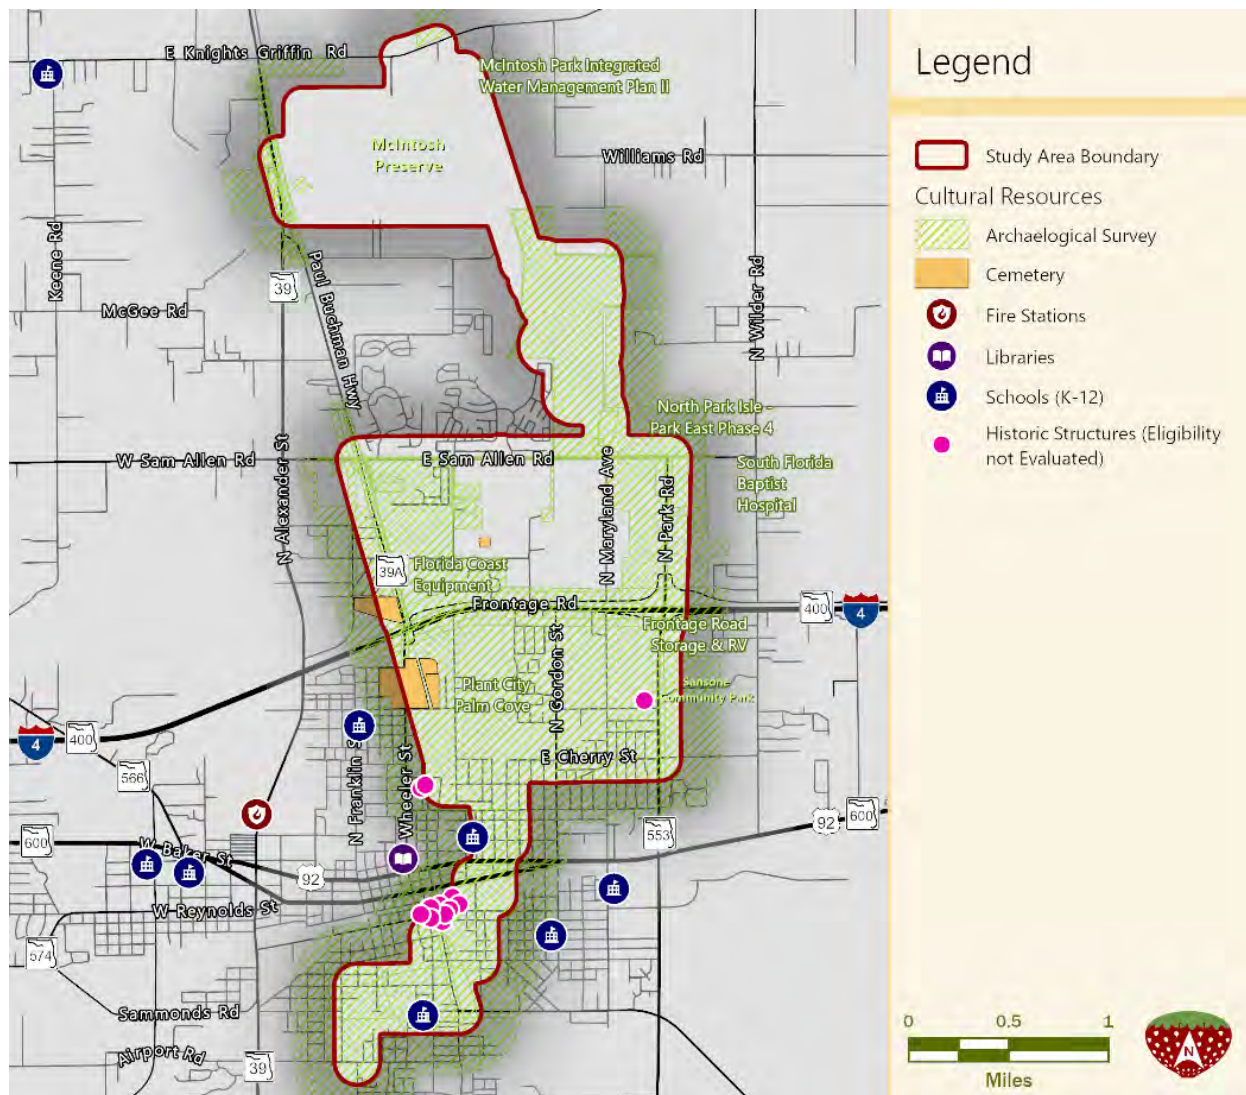 E Knights Griffin Rd
McIntosh Park Integrated
Water Management Plan II
McIntosh
Preserve
Williams Rd
Keene Rd
39
Paul Buchman Hwy
McGee Rd
N Wilder Rd
North Park Isle -
Park East Phase 4
W Sam Allen Rd
E Sam Allen Rd
South Florida
Baptist
Hospital
N Alexander St
N Maryland Ave
N Park Rd
39A
Florida Coast
Equipment
Frontage Rd
400
4
Frontage Road
Storage & RV
N Gordon St
Sansone
Community Park
Plant City
Palm Cove
4
400
566
E Cherry St
N Franklin S
Wheeler St
600
W Baker St
92
553
92
600
W Reynolds St
574
Sammonds Rd
Airport Rd
39
Legend
Study Area Boundary
Cultural Resources
Archaelogical Survey
Cemetery
Fire Stations
Libraries
Schools (K-12)
Historic Structures (Eligibility
not Evaluated)
0 0.5 1
Miles
N